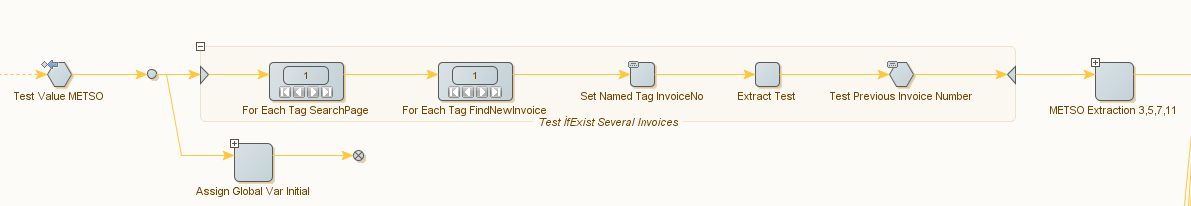 1
1
Test Value METSO
For Each Tag SearchPage
For Each Tag FindNewInvoice
Set Named Tag InvoiceNo
Extract Test
Test Previous Invoice Number
METSO Extraction 3,5,7,11
Test İfExist Several Invoices
Assign Global Var Initial